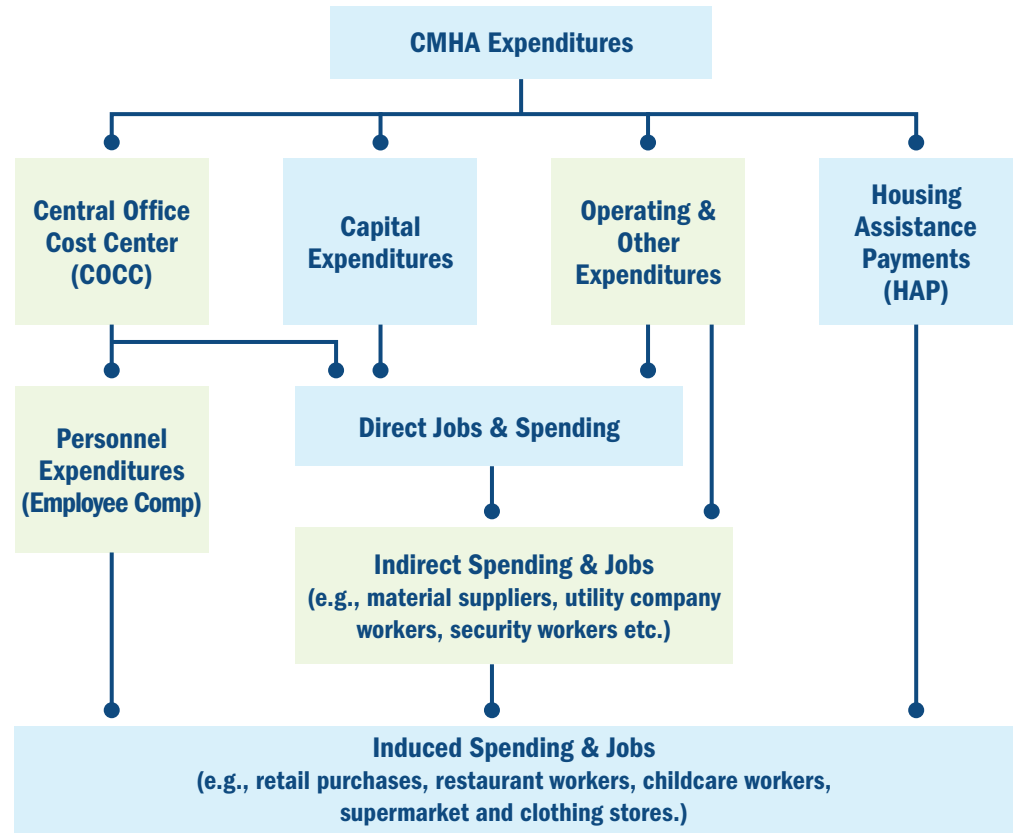 CMHA Expenditures
Central Office
Cost Center
(COCC)
Capital
Expenditures
Operating &
Other
Expenditures
Housing
Assistance
Payments
(HAP)
Personnel
Expenditures
(Employee Comp)
Direct Jobs & Spending
Indirect Spending & Jobs
(e.g., material suppliers, utility company
workers, security workers etc.)
Induced Spending & Jobs
(e.g., retail purchases, restaurant workers, childcare workers,
supermarket and clothing stores.)